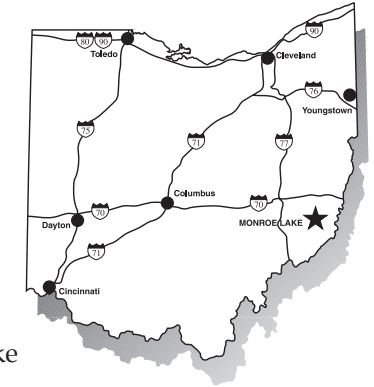 90
80 90
Toledo
Cleveland
76
Youngstown
75
71
77
Columbus
70
70
MONROE LAKE
Dayton
71
Cincinnati
ke